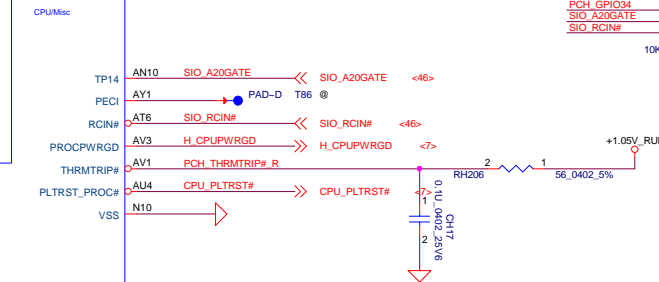 CPU/Misc
PCH_GPIO34
SIO_A20GATE
SIO_RCIN#
10K
TP14 AN10 SIO_A20GATE SIO_A20GATE <46>
PECI AY1 PAD~D T86 @
RCIN# AT6 SIO_RCIN# SIO_RCIN# <46>
PROCPWRGD AV3 H_CPUPWRGD H_CPUPWRGD <7>
+1.05V_RU
THRMTRIP# AV1 PCH_THRMTRIP#_R 2 1
RH206 56_0402_5%
PLTRST_PROC# AU4 CPU_PLTRST# CPU_PLTRST# <7>
VSS N10
1
2
0.1U_0402_25V6
CH17